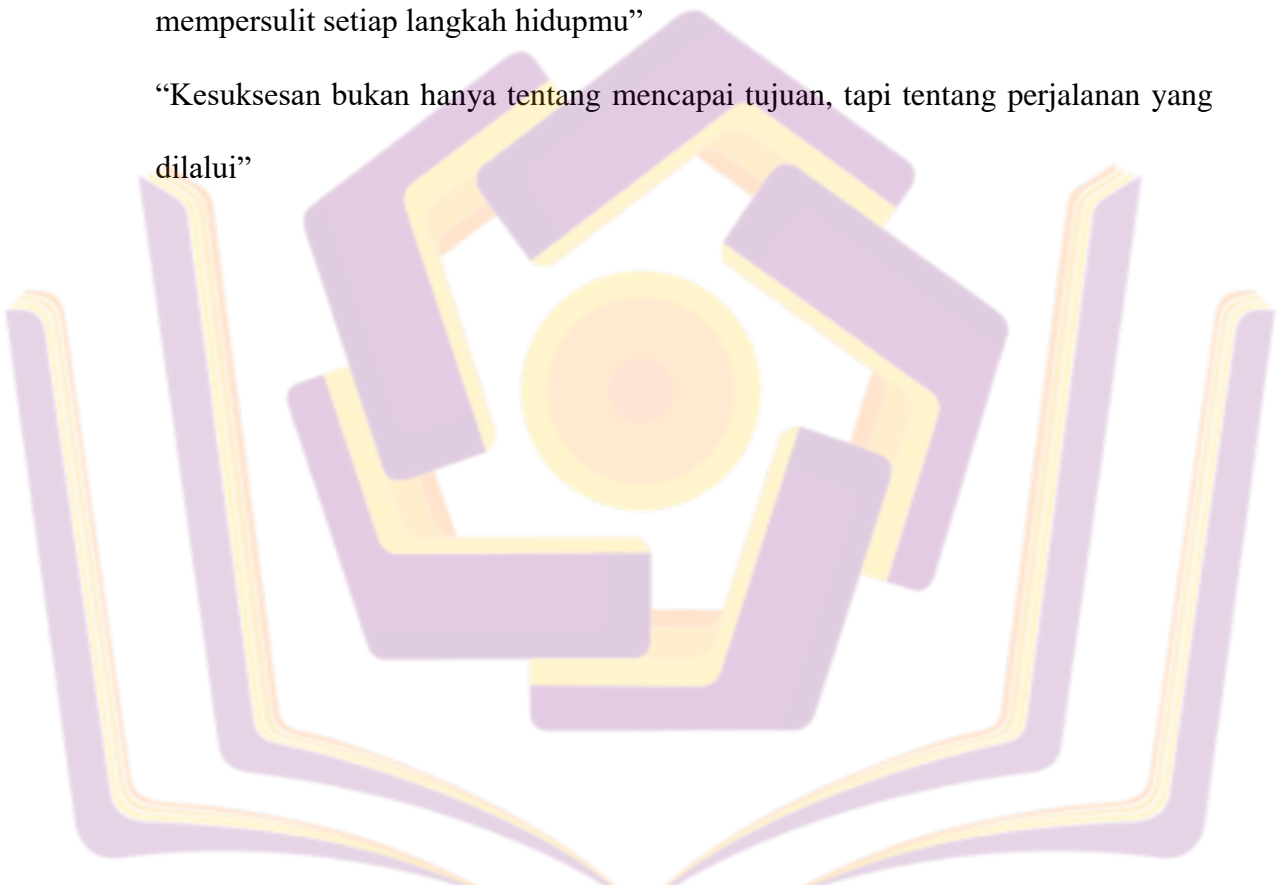 mempersulit setiap langkah hidupmu”
“Kesuksesan bukan hanya tentang mencapai tujuan, tapi tentang perjalanan yang
dilalui”